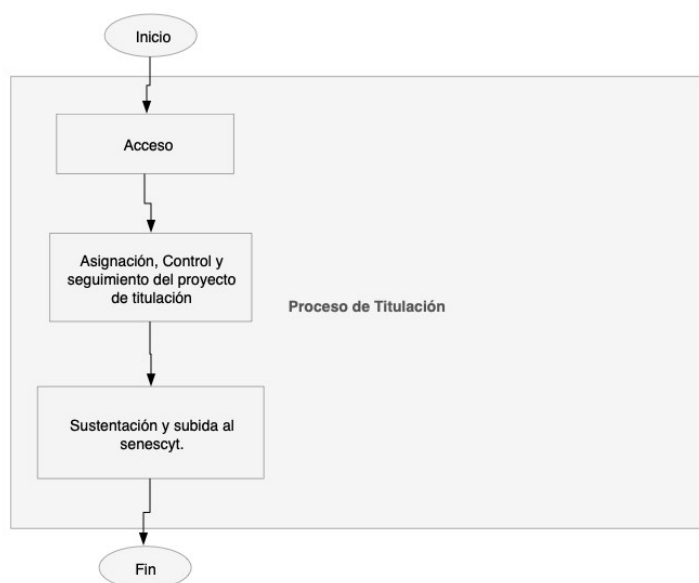 Inicio
Acceso
Asignación, Control y
seguimiento del proyecto
de titulación
Proceso de Titulación
Sustentación y subida al
senescyt.
Fin